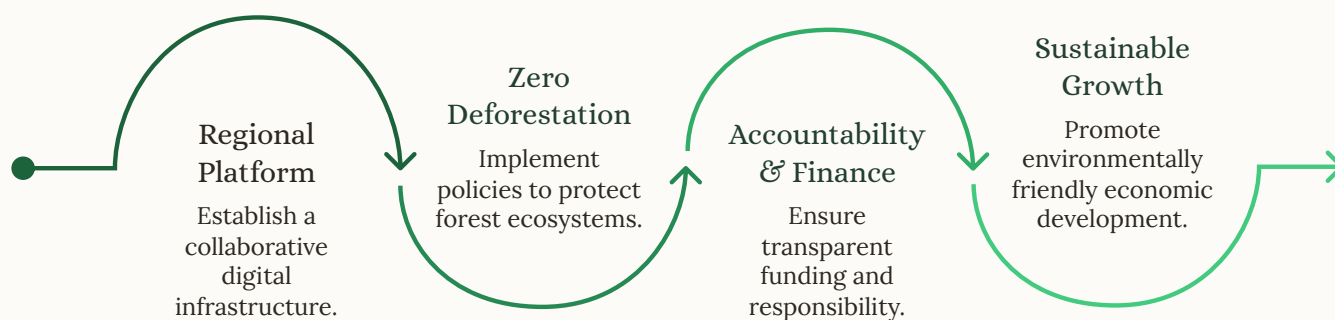 Regional
Platform
Establish a
collaborative
digital
infrastructure.
Zero
Deforestation
Implement
policies to protect
forest ecosystems.
Accountability
& Finance
Ensure
transparent
funding and
responsibility.
Sustainable
Growth
Promote
environmentally
friendly economic
development.